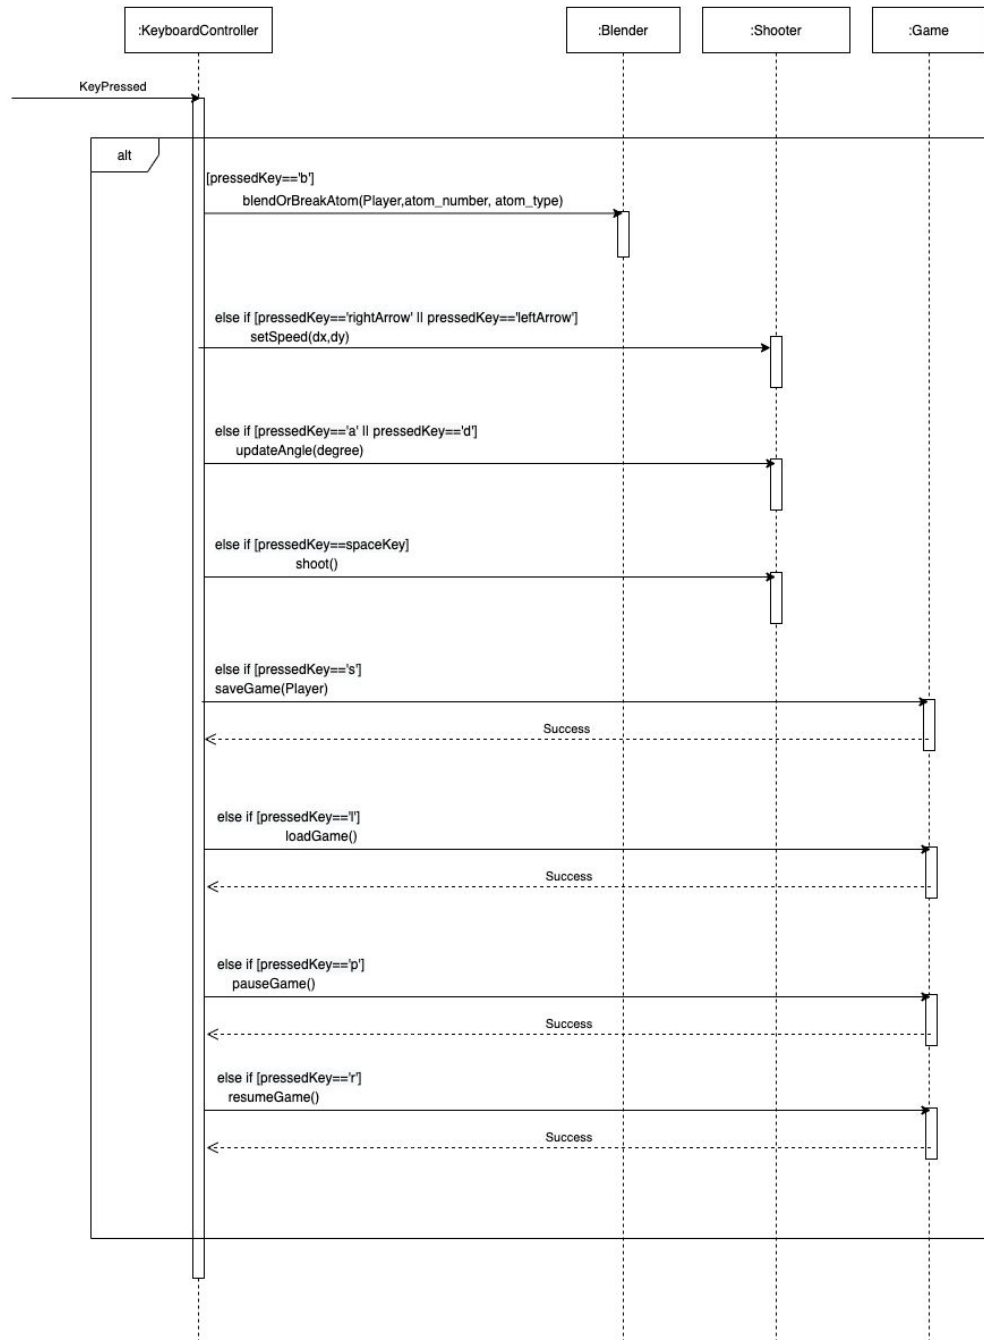 :KeyboardController
:Blender
:Shooter
:Game
KeyPressed
alt
[pressedKey=='b']
blendOrBreakAtom(Player,atom_number, atom_type)
else if [pressedKey=='rightArrow' || pressedKey=='leftArrow']
setSpeed(dx,dy)
else if [pressedKey=='a' || pressedKey=='d']
updateAngle(degree)
else if [pressedKey==spaceKey]
shoot()
else if [pressedKey=='s']
saveGame(Player)
Success
else if [pressedKey=='l']
loadGame()
Success
else if [pressedKey=='p']
pauseGame()
Success
else if [pressedKey=='r']
resumeGame()
Success